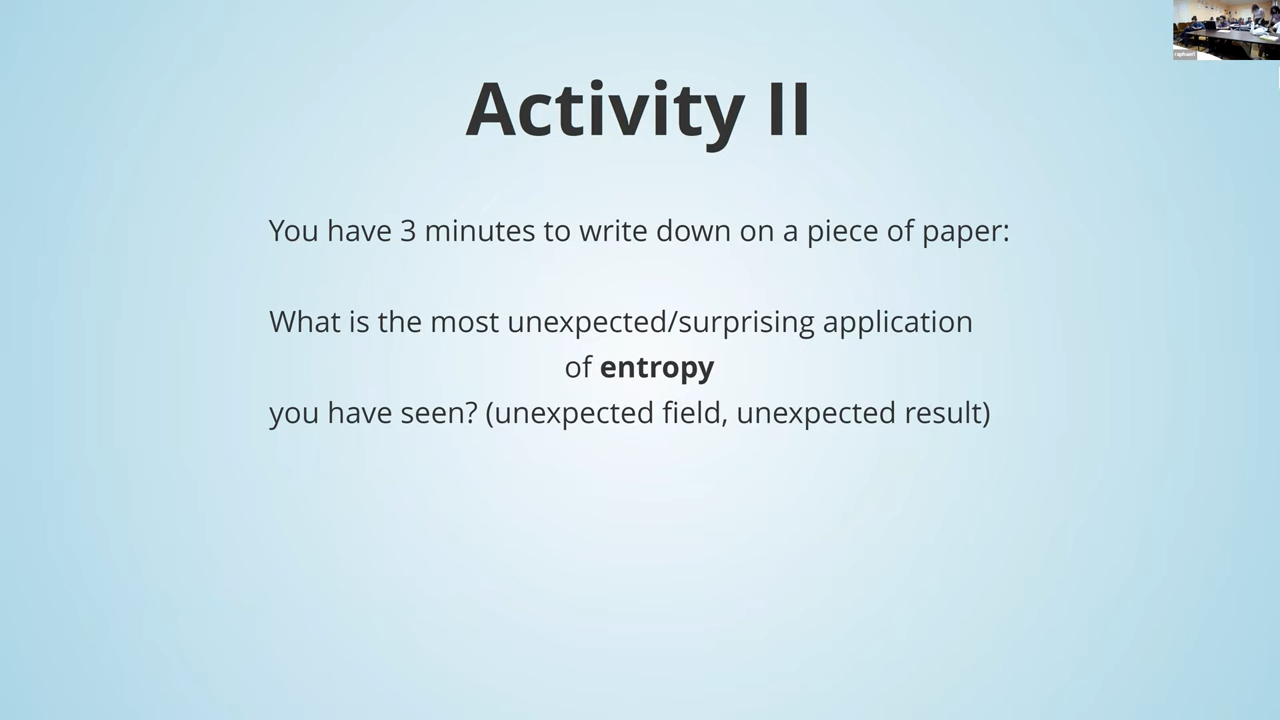 Activity II
You have 3 minutes to write down on a piece of paper:
What is the most unexpected/surprising application
of entropy
you have seen? (unexpected field, unexpected result)